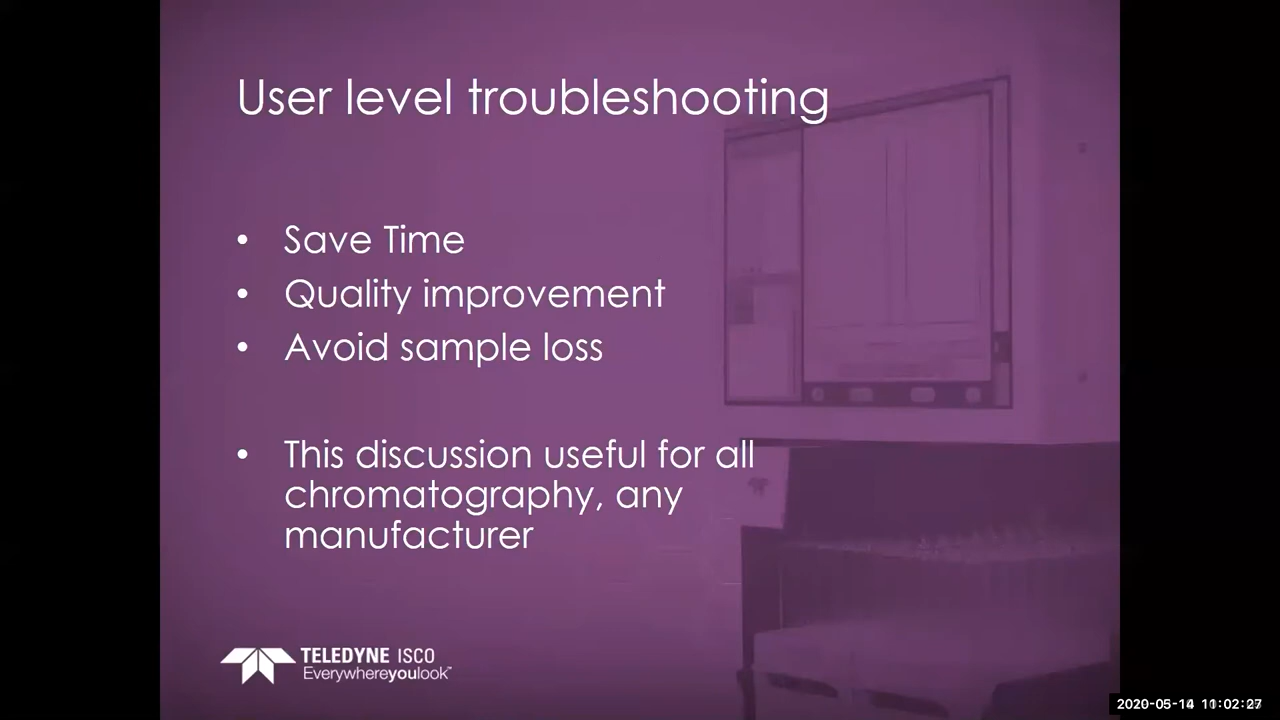 User level troubleshooting
• Save Time
• Quality improvement
• Avoid sample loss
• This discussion useful for all
chromatography, any
manufacturer
TELEDYNE ISCO
Everywhereyoulook™
2020-05-14 11:02:27